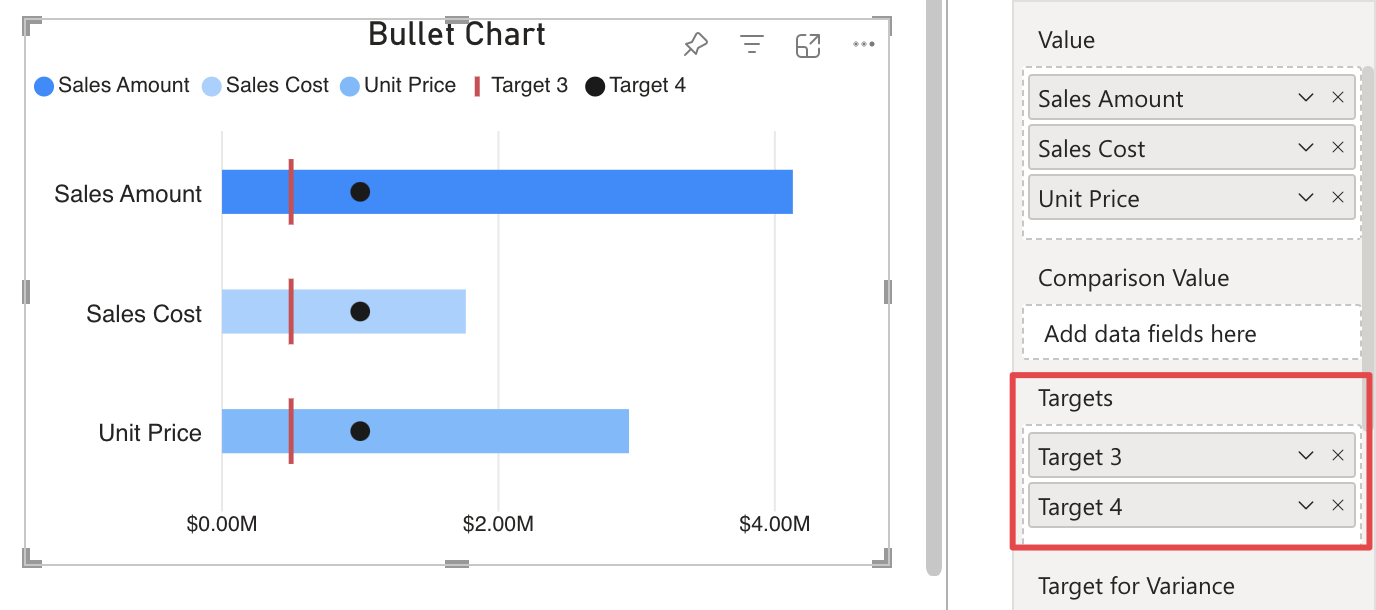 Bullet Chart
Sales Amount Sales Cost Unit Price Target 3 Target 4
Sales Amount
Sales Cost
Unit Price
$0.00M $2.00M $4.00M
Value
Sales Amount
Sales Cost
Unit Price
Comparison Value
Add data fields here
Targets
Target 3
Target 4
Target for Variance